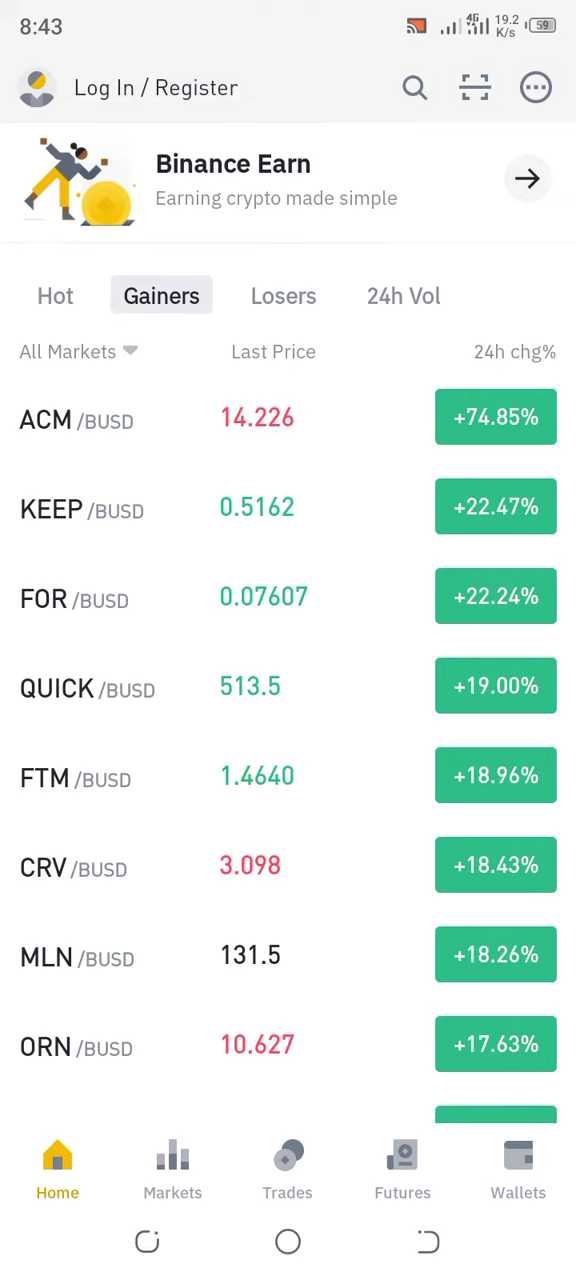 8:43 4G 19.2 K/s 59
Log In / Register
Binance Earn
Earning crypto made simple
Hot Gainers Losers 24h Vol
All Markets Last Price 24h chg%
ACM /BUSD 14.226 +74.85%
KEEP /BUSD 0.5162 +22.47%
FOR /BUSD 0.07607 +22.24%
QUICK /BUSD 513.5 +19.00%
FTM /BUSD 1.4640 +18.96%
CRV /BUSD 3.098 +18.43%
MLN /BUSD 131.5 +18.26%
ORN /BUSD 10.627 +17.63%
Home Markets Trades Futures Wallets